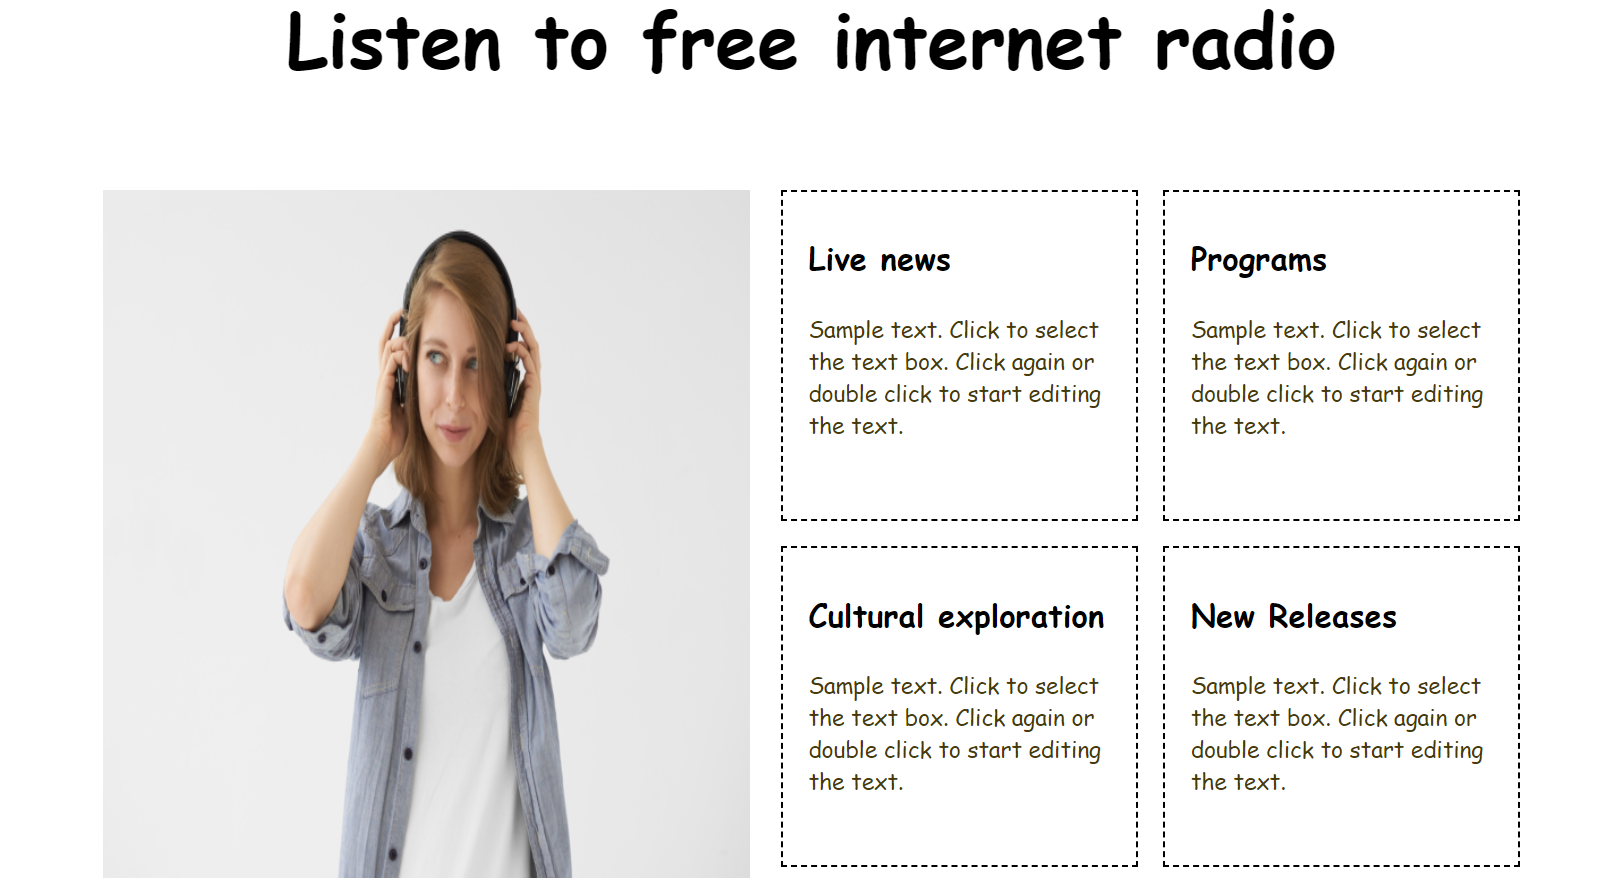 Listen to free internet radio
Live news
Sample text. Click to select
the text box. Click again or
double click to start editing
the text.
Programs
Sample text. Click to select
the text box. Click again or
double click to start editing
the text.
Cultural exploration
Sample text. Click to select
the text box. Click again or
double click to start editing
the text.
New Releases
Sample text. Click to select
the text box. Click again or
double click to start editing
the text.